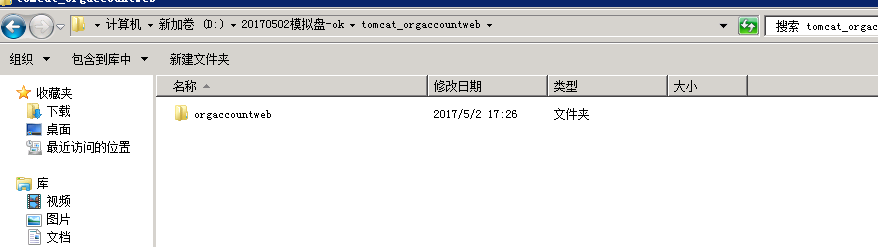 tomcat_orgaccountweb
计算机 新加卷 (D:) 20170502模拟盘-ok tomcat_orgaccountweb 搜索 tomcat_orgac
组织 包含到库中 新建文件夹
名称 修改日期 类型 大小
收藏夹
下载
桌面
最近访问的位置
orgaccountweb 2017/5/2 17:26 文件夹
库
视频
图片
文档